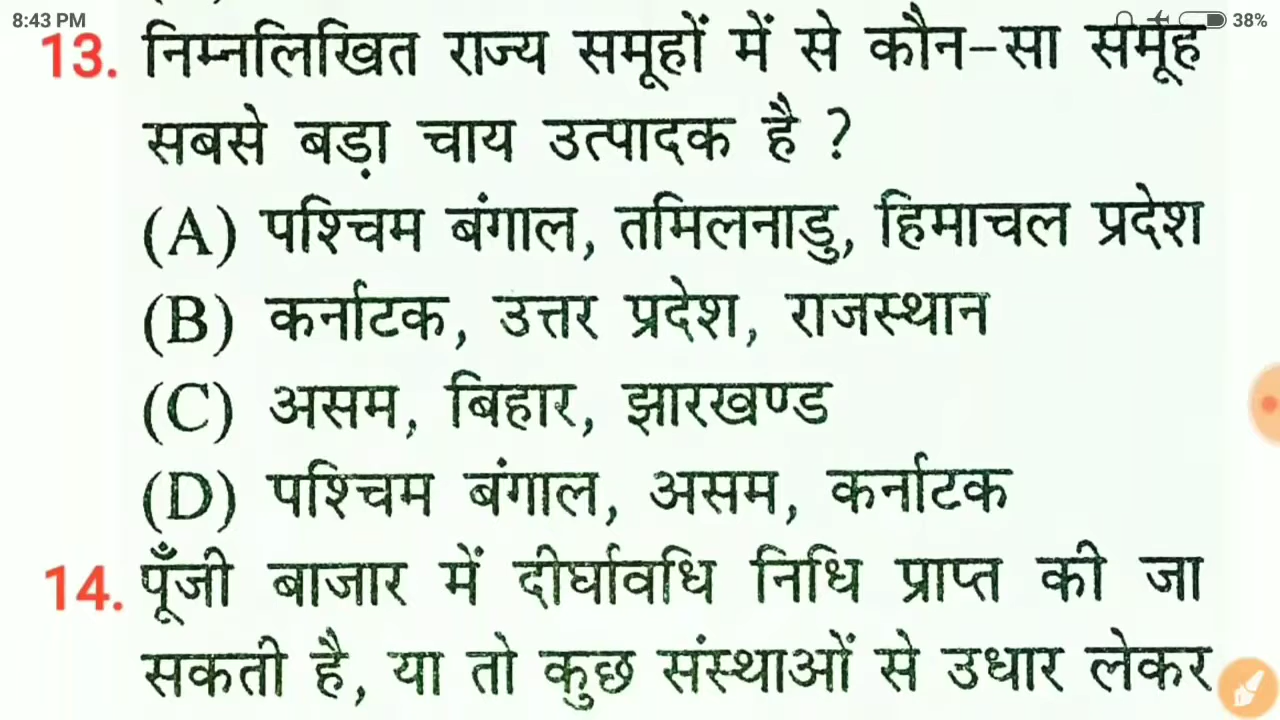 8:43 PM 38%
13. निम्नलिखित राज्य समूहों में से कौन-सा समूह
सबसे बड़ा चाय उत्पादक है ?
(A) पश्चिम बंगाल, तमिलनाडु, हिमाचल प्रदेश
(B) कर्नाटक, उत्तर प्रदेश, राजस्थान
(C) असम, बिहार, झारखण्ड
(D) पश्चिम बंगाल, असम, कर्नाटक
14. पूँजी बाजार में दीर्घावधि निधि प्राप्त की जा
सकती है, या तो कुछ संस्थाओं से उधार लेकर